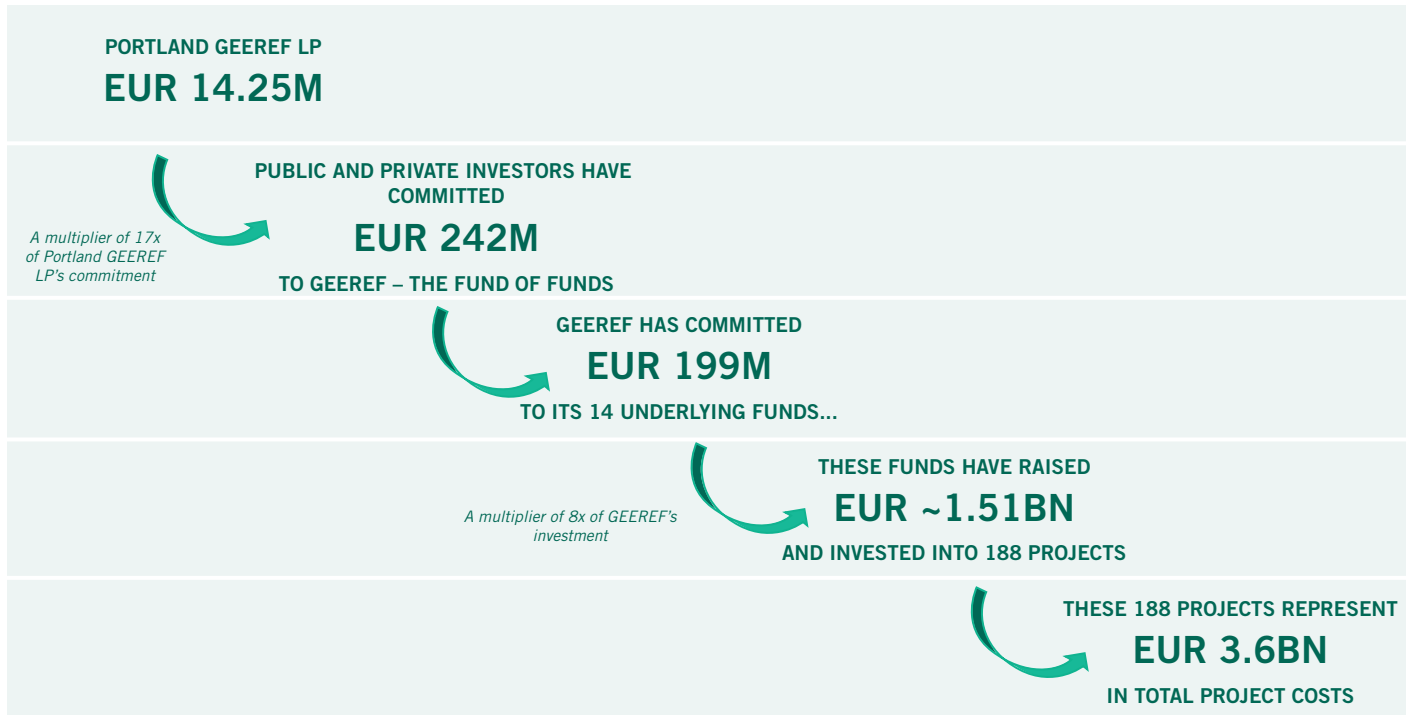 PORTLAND GEEREF LP
EUR 14.25M
PUBLIC AND PRIVATE INVESTORS HAVE
COMMITTED
EUR 242M
TO GEEREF – THE FUND OF FUNDS
A multiplier of 17x
of Portland GEEREF
LP's commitment
GEEREF HAS COMMITTED
EUR 199M
TO ITS 14 UNDERLYING FUNDS...
THESE FUNDS HAVE RAISED
EUR ~1.51BN
AND INVESTED INTO 188 PROJECTS
A multiplier of 8x of GEEREF's
investment
THESE 188 PROJECTS REPRESENT
EUR 3.6BN
IN TOTAL PROJECT COSTS